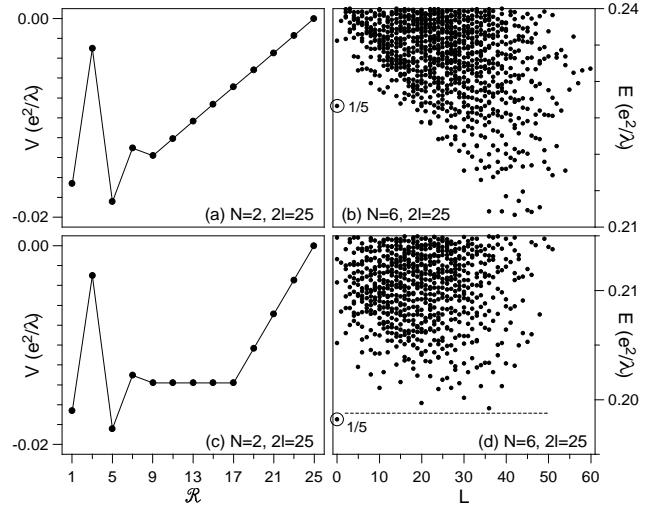 0.00
-0.02
V (e²/λ)
(a) N=2, 2l=25
0.24
0.21
E (e²/λ)
1/5
(b) N=6, 2l=25
0.00
-0.02
V (e²/λ)
(c) N=2, 2l=25
1 5 9 13 17 21 25
ℛ
0.21
0.20
E (e²/λ)
1/5
(d) N=6, 2l=25
0 10 20 30 40 50 60
L